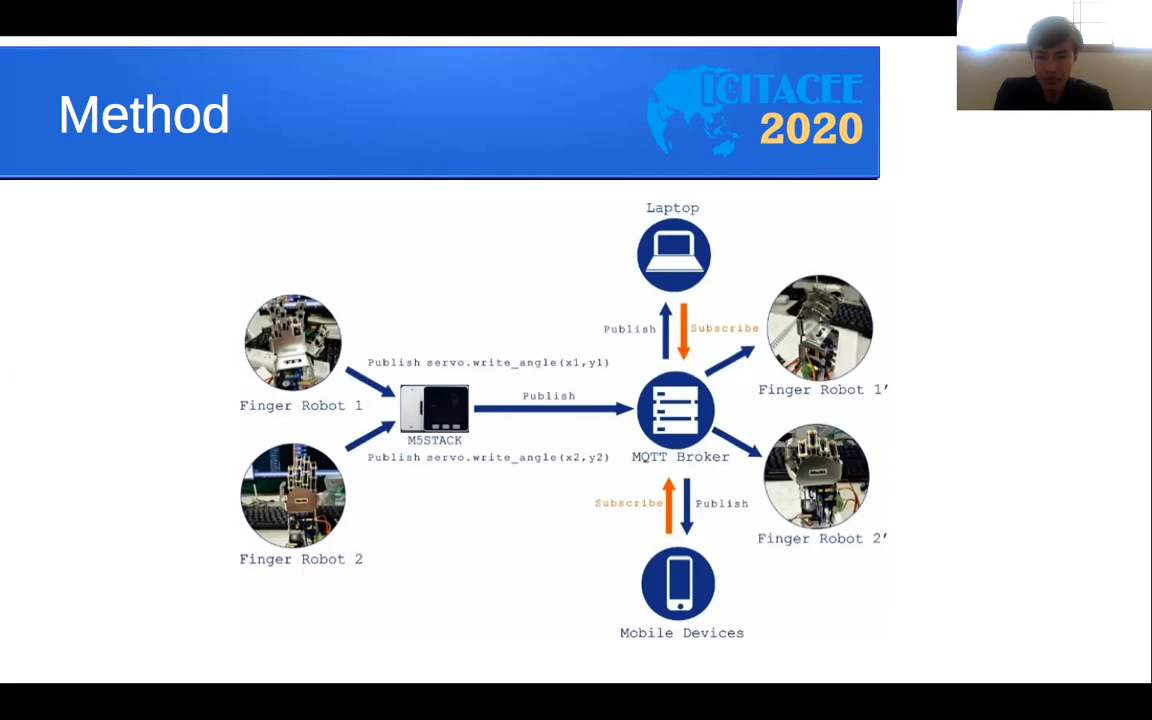 Method
ICITACEE
2020
Laptop
Publish
Subscribe
Publish servo.write_angle(x1,y1)
Finger Robot 1
Finger Robot 1'
Publish
M5STACK
Publish servo.write_angle(x2,y2)
MQTT Broker
Subscribe
Publish
Finger Robot 2
Finger Robot 2'
Mobile Devices